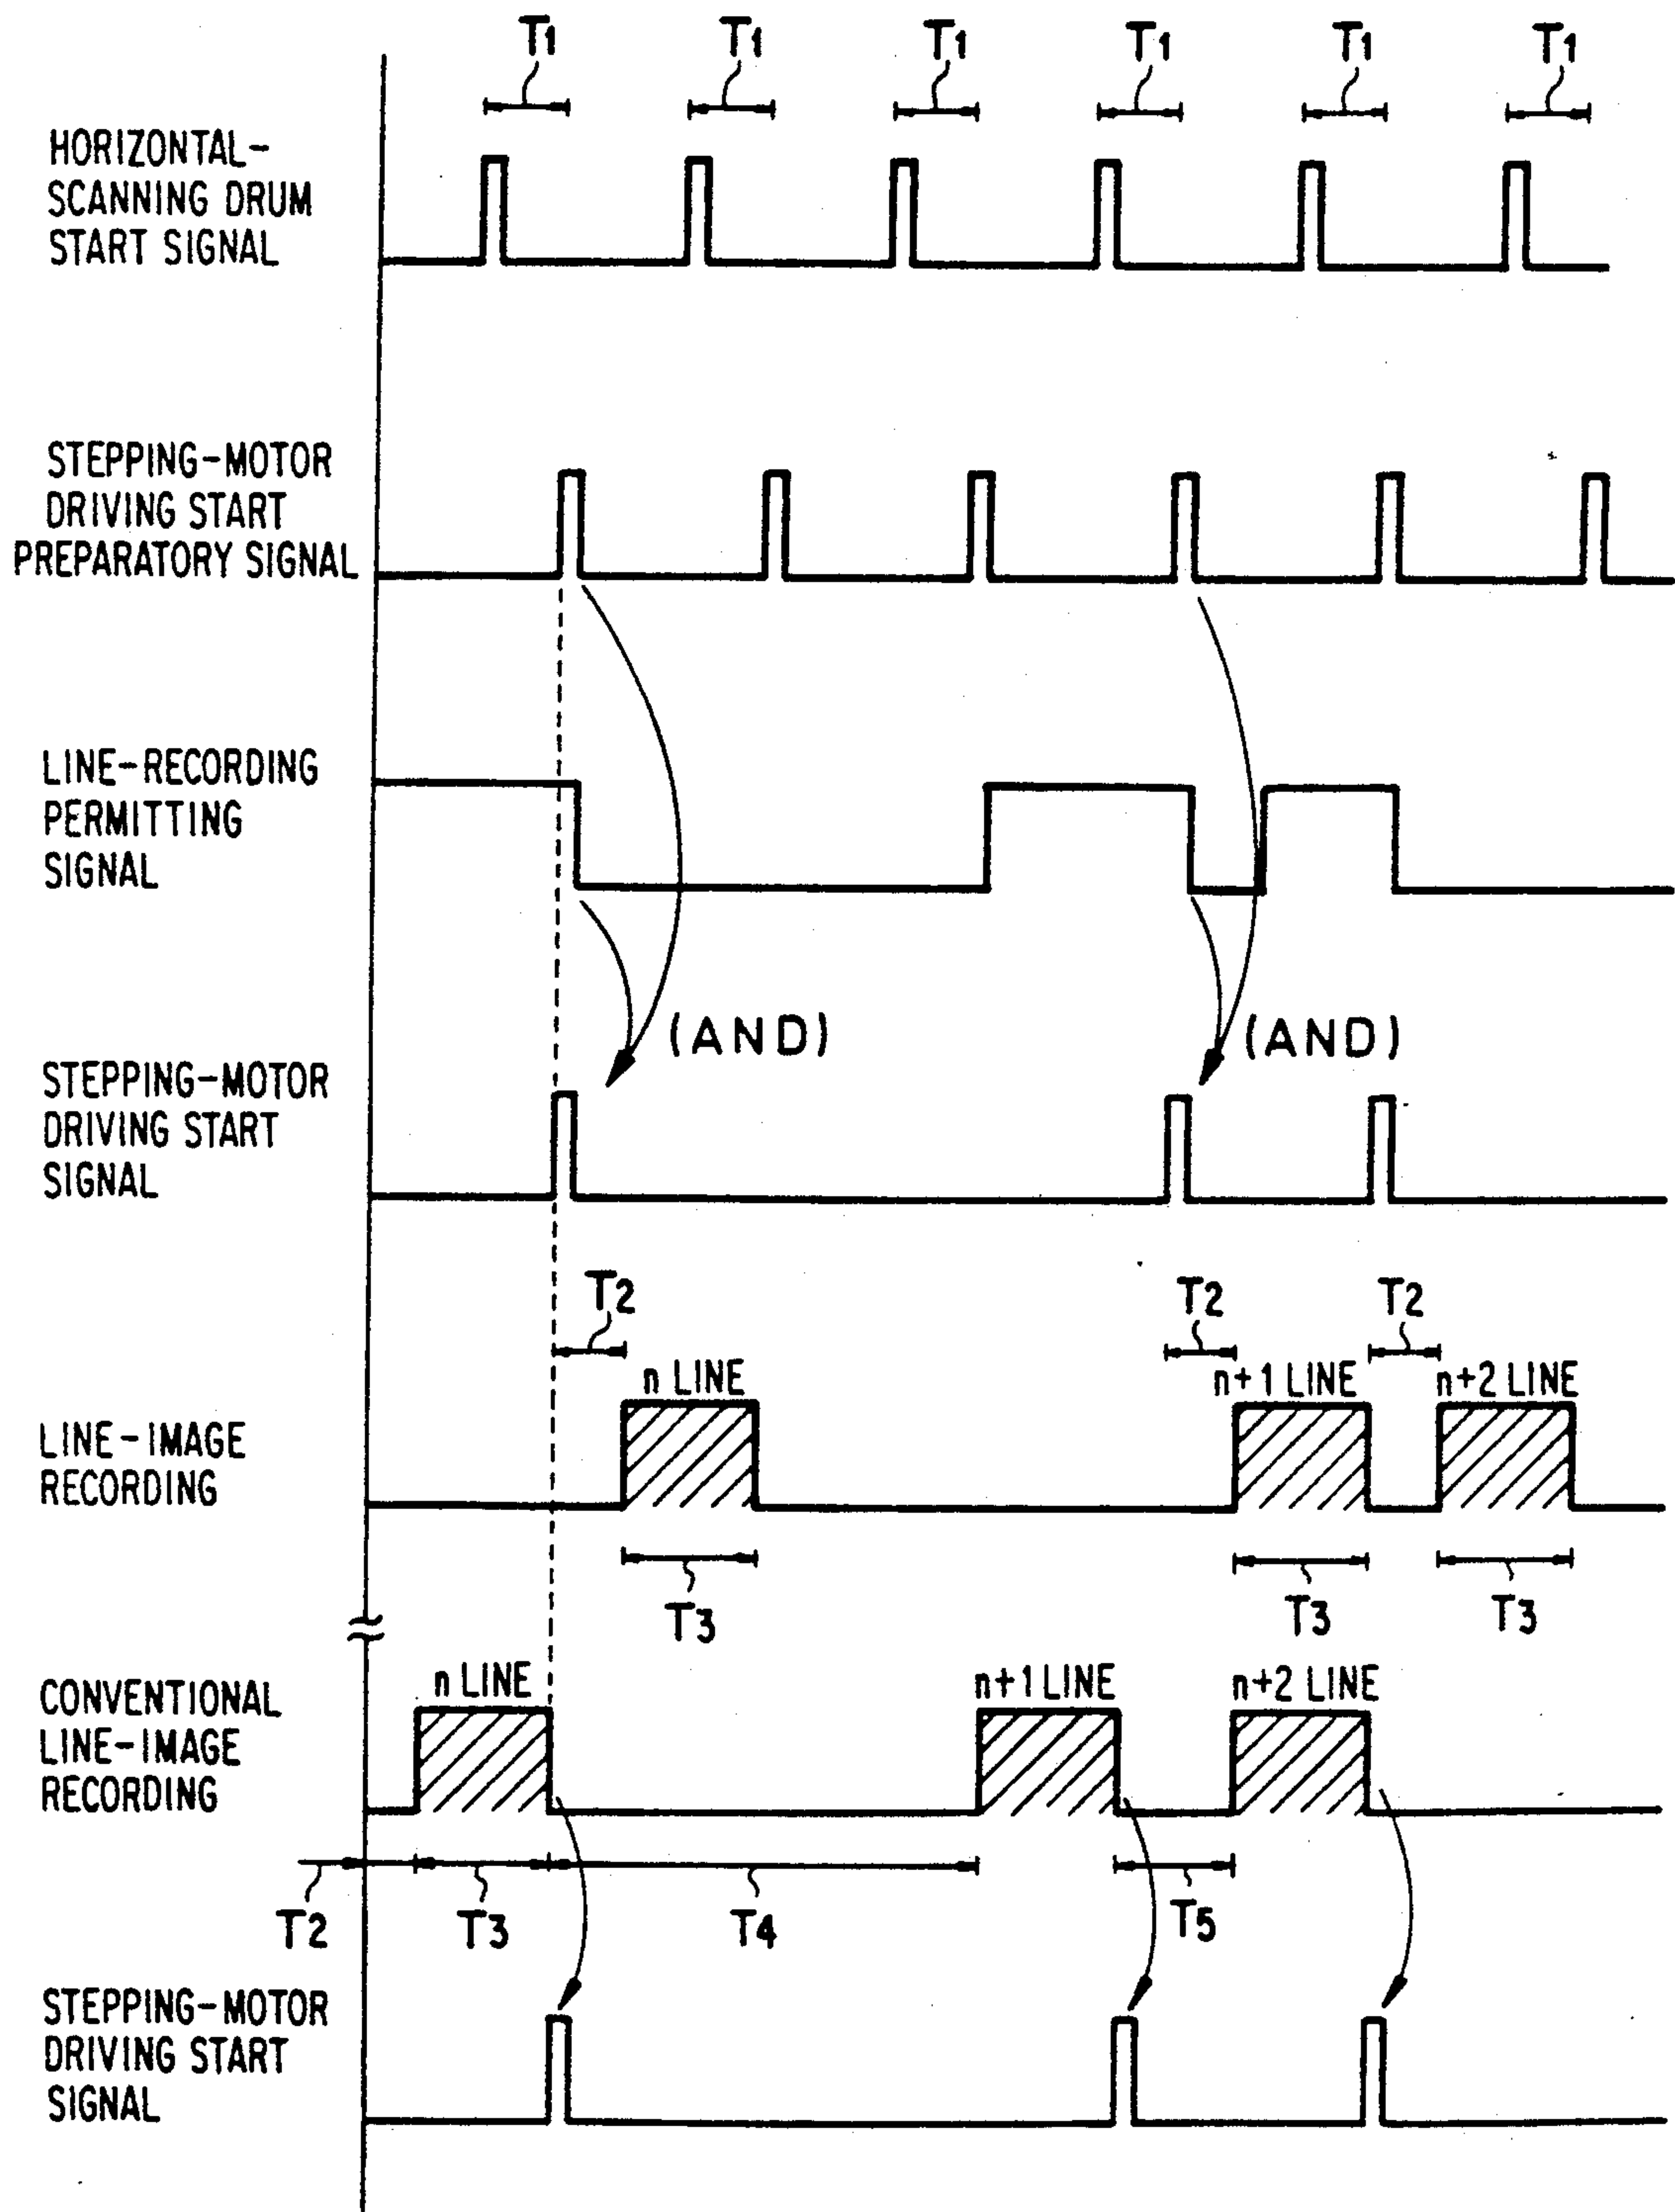 T1 T1 T1 T1 T1 T1
HORIZONTAL-
SCANNING DRUM
START SIGNAL
STEPPING-MOTOR
DRIVING START
PREPARATORY SIGNAL
LINE-RECORDING
PERMITTING
SIGNAL
(AND) (AND)
STEPPING-MOTOR
DRIVING START
SIGNAL
T2 T2 T2
n LINE n+1 LINE n+2 LINE
LINE-IMAGE
RECORDING
T3 T3 T3
n LINE n+1 LINE n+2 LINE
CONVENTIONAL
LINE-IMAGE
RECORDING
T2 T3 T4 T5
STEPPING-MOTOR
DRIVING START
SIGNAL